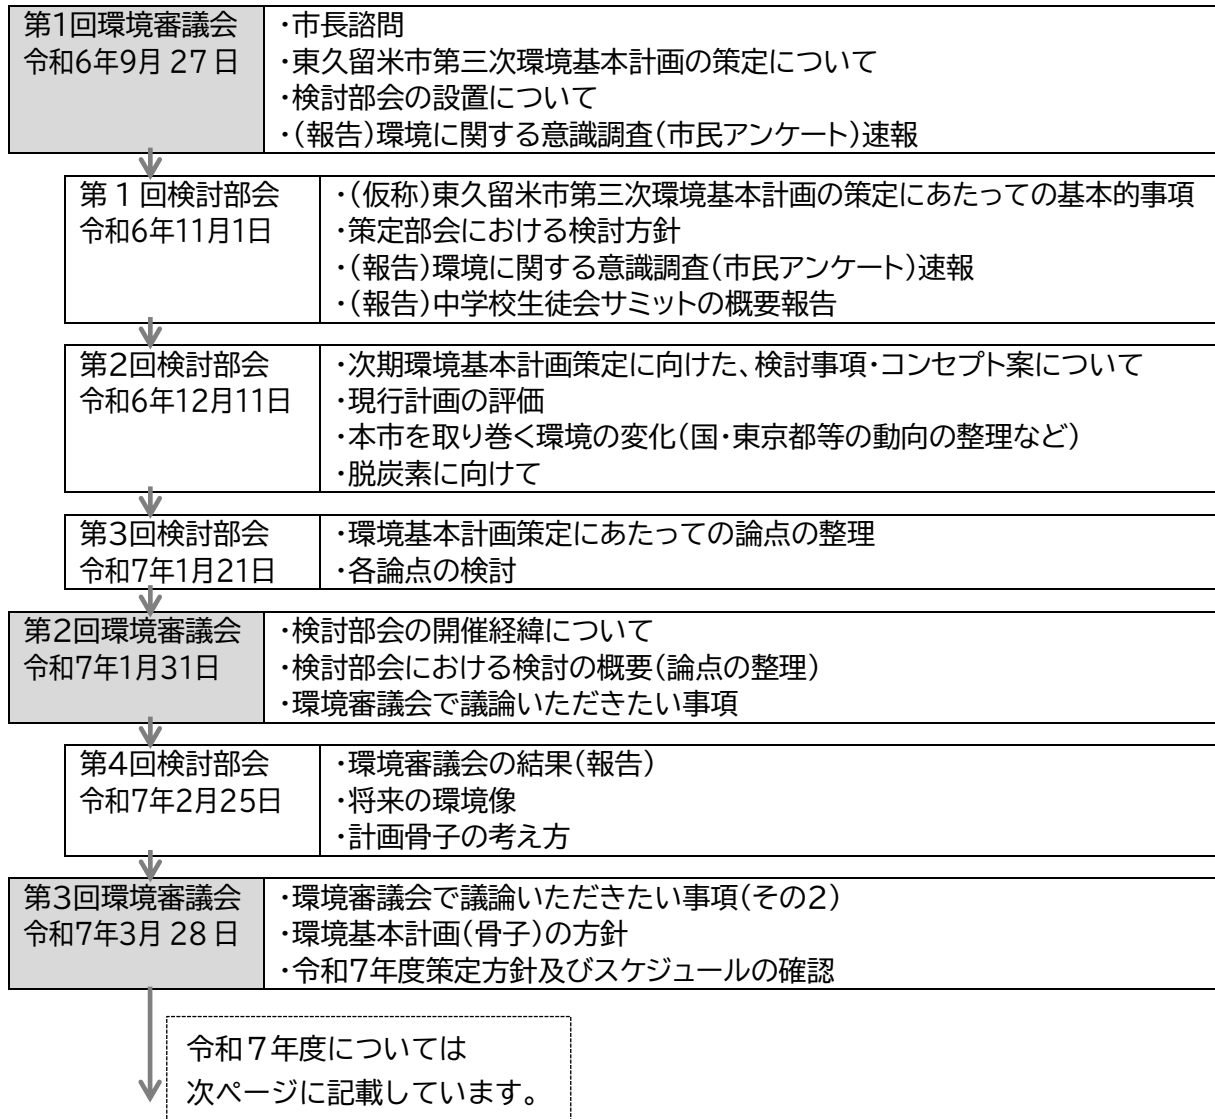 第1回環境審議会
令和6年9月 27 日
・市長諮問
・東久留米市第三次環境基本計画の策定について
・検討部会の設置について
・(報告)環境に関する意識調査(市民アンケート)速報
第 1 回検討部会
令和6年11月1日
・(仮称)東久留米市第三次環境基本計画の策定にあたっての基本的事項
・策定部会における検討方針
・(報告)環境に関する意識調査(市民アンケート)速報
・(報告)中学校生徒会サミットの概要報告
第2回検討部会
令和6年12月11日
・次期環境基本計画策定に向けた、検討事項・コンセプト案について
・現行計画の評価
・本市を取り巻く環境の変化(国・東京都等の動向の整理など)
・脱炭素に向けて
第3回検討部会
令和7年1月21日
・環境基本計画策定にあたっての論点の整理
・各論点の検討
第2回環境審議会
令和7年1月31日
・検討部会の開催経緯について
・検討部会における検討の概要(論点の整理)
・環境審議会で議論いただきたい事項
第4回検討部会
令和7年2月25日
・環境審議会の結果(報告)
・将来の環境像
・計画骨子の考え方
第3回環境審議会
令和7年3月 28 日
・環境審議会で議論いただきたい事項(その2)
・環境基本計画(骨子)の方針
・令和7年度策定方針及びスケジュールの確認
令和7年度については
次ページに記載しています。